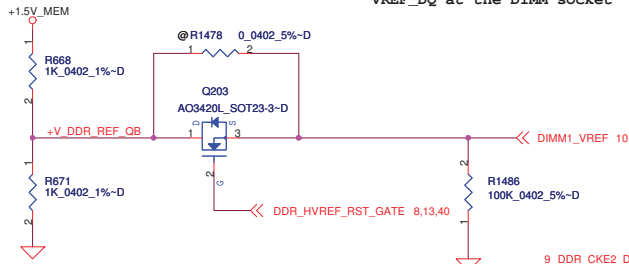 VREF_DQ at the DIMM socket
+1.5V_MEM
@R1478 0_0402_5%~D
1 2
1
R668
1K_0402_1%~D
2
Q203
AO3420L_SOT23-3~D
D S
+V_DDR_REF_QB
1 3
DIMM1_VREF 10
2
G
1
R671
1K_0402_1%~D
2
2
R1486
100K_0402_5%~D
1
DDR_HVREF_RST_GATE 8,13,40
9 DDR_CKE2_D